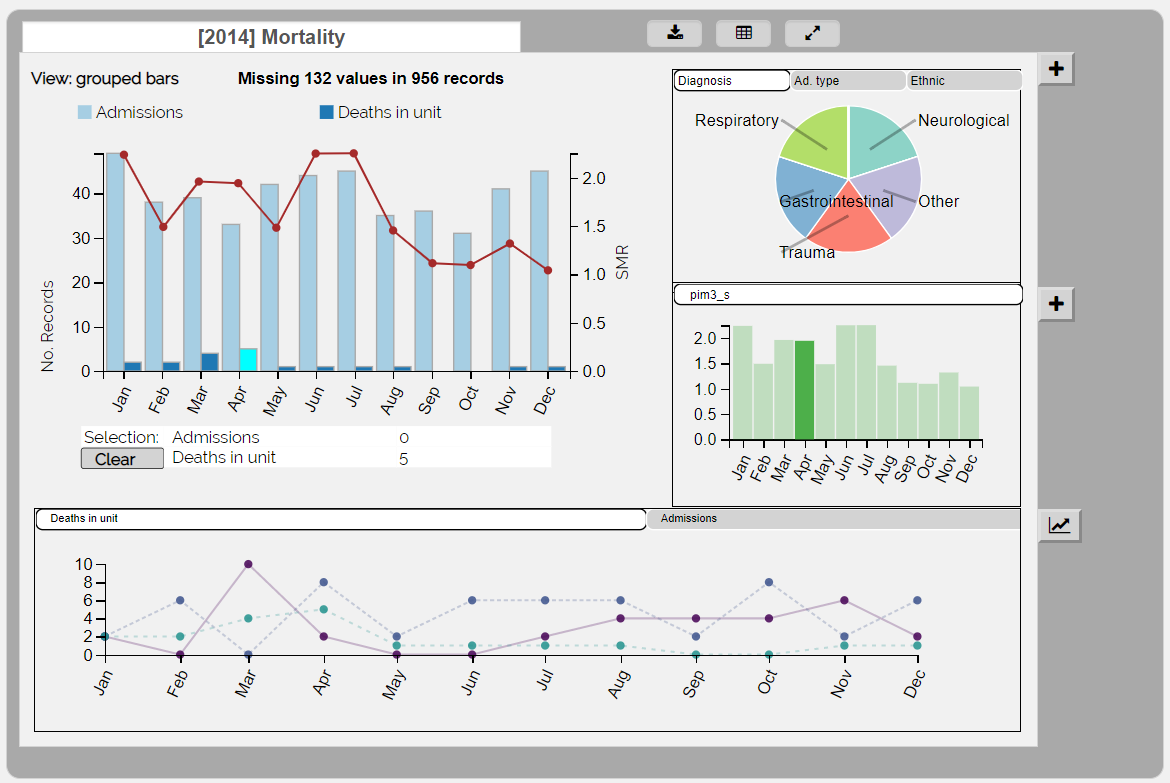 [2014] Mortality
View: grouped bars
Missing 132 values in 956 records
Admissions
Deaths in unit
No. Records
40
30
20
10
0
2.0
1.5
1.0
0.5
0.0
SMR
Jan Feb Mar Apr May Jun Jul Aug Sep Oct Nov Dec
Selection: Admissions 0
Clear Deaths in unit 5
Diagnosis Ad. type Ethnic
Respiratory Neurological
Gastrointestinal Other
Trauma
pim3_s
2.0
1.5
1.0
0.5
0.0
Jan Feb Mar Apr May Jun Jul Aug Sep Oct Nov Dec
Deaths in unit Admissions
10
8
6
4
2
0
Jan Feb Mar Apr May Jun Jul Aug Sep Oct Nov Dec